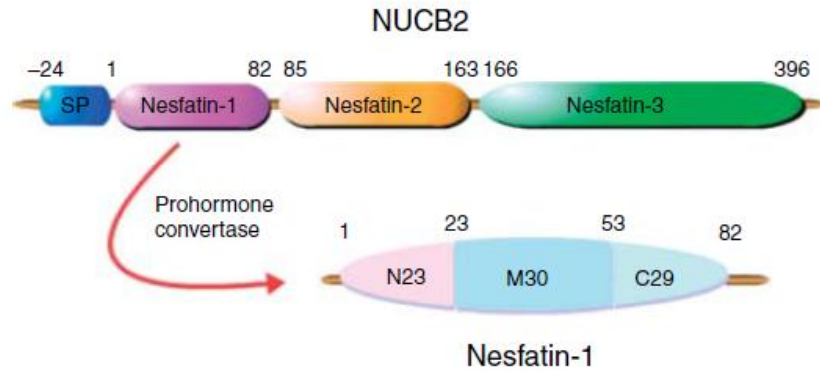 NUCB2
−24 1 82 85 163 166 396
SP Nesfatin-1 Nesfatin-2 Nesfatin-3
Prohormone
convertase
1 23 53 82
N23 M30 C29
Nesfatin-1